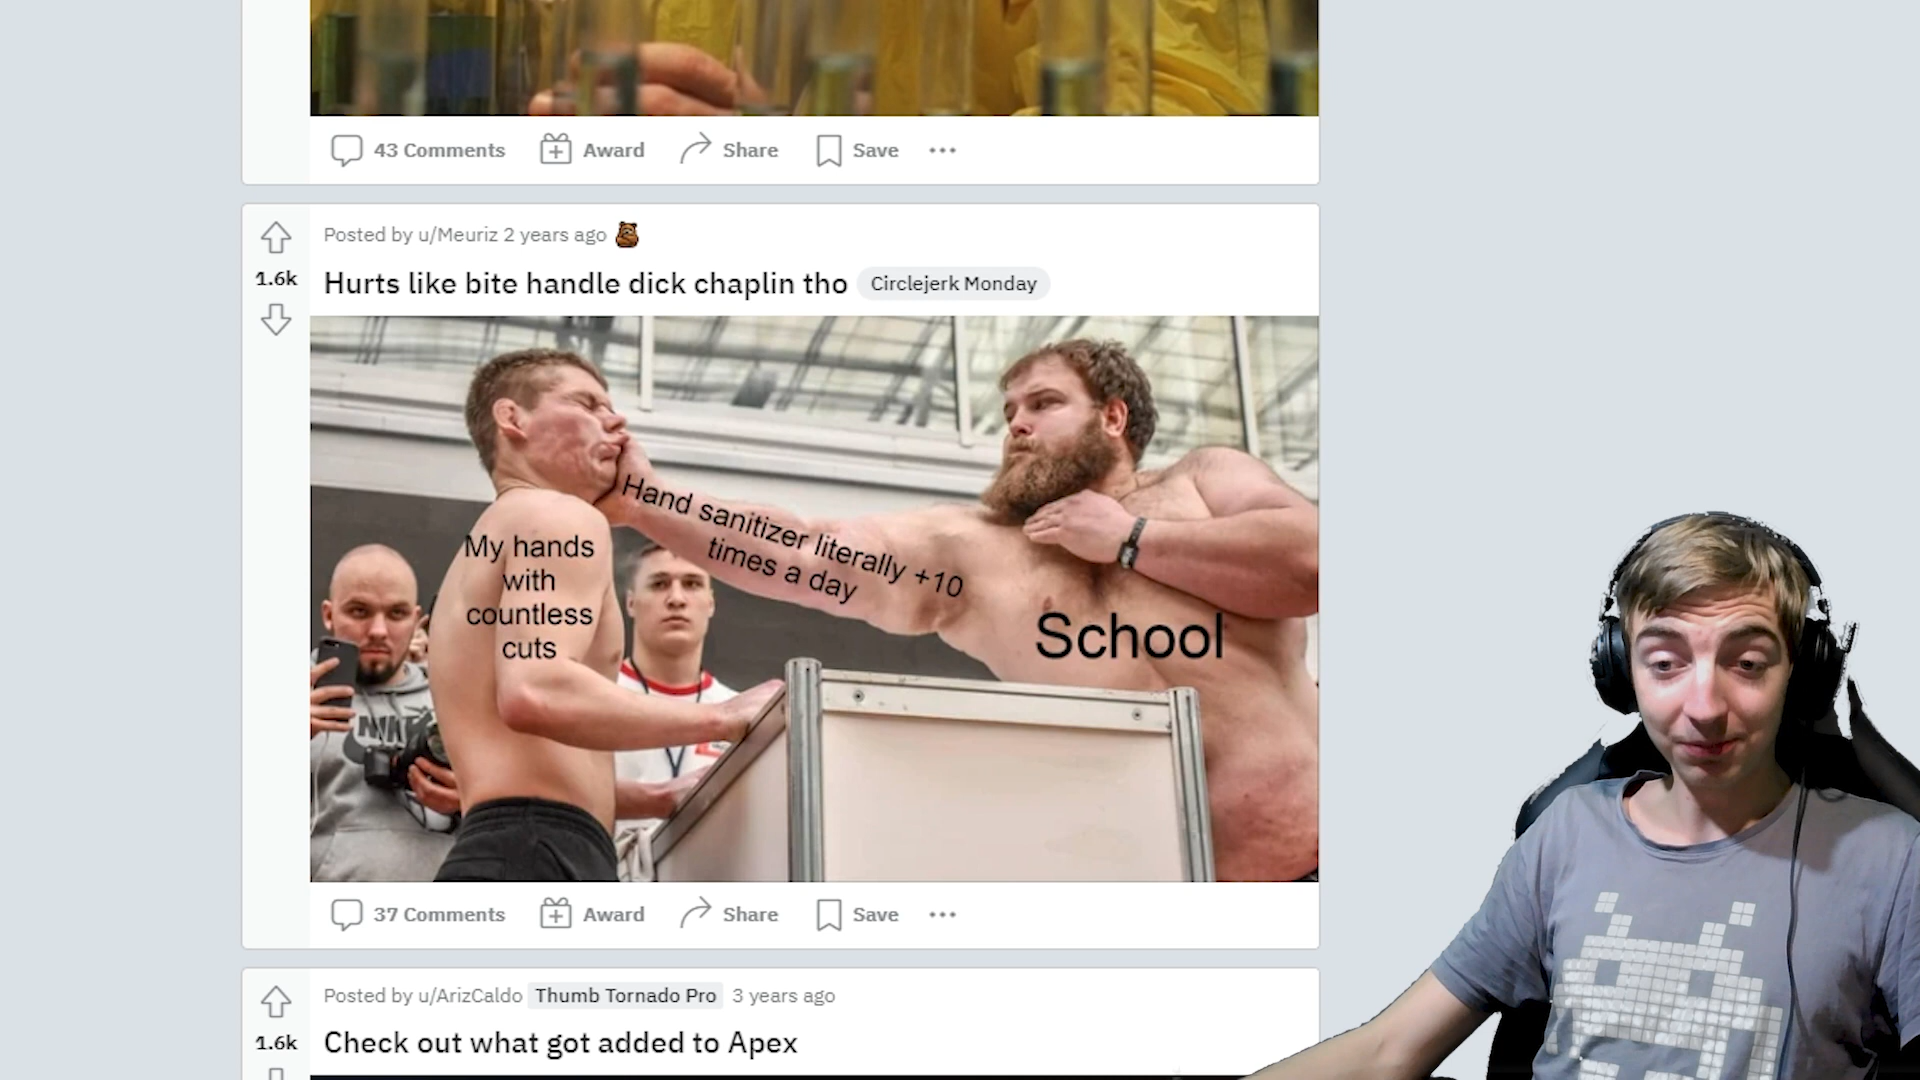 43 Comments Award Share Save
Posted by u/Meuriz 2 years ago
1.6k
Hurts like bite handle dick chaplin tho Circlejerk Monday
Hand sanitizer literally +10
times a day
My hands
with
countless
cuts
School
37 Comments Award Share Save
Posted by u/ArizCaldo Thumb Tornado Pro 3 years ago
1.6k Check out what got added to Apex